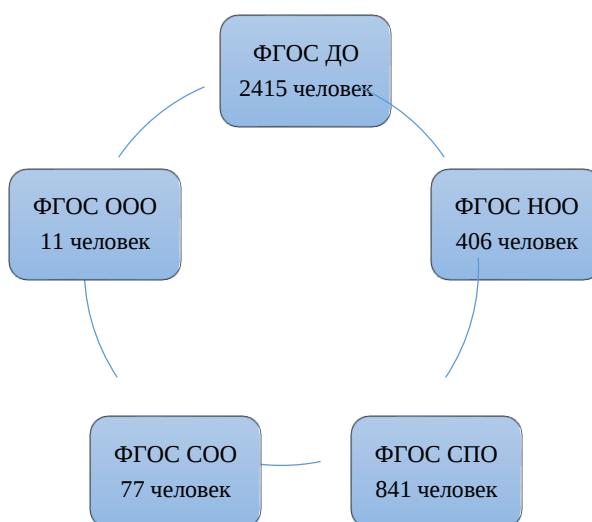 ФГОС ДО
2415 человек
ФГОС НОО
406 человек
ФГОС СПО
841 человек
ФГОС СОО
77 человек
ФГОС ООО
11 человек